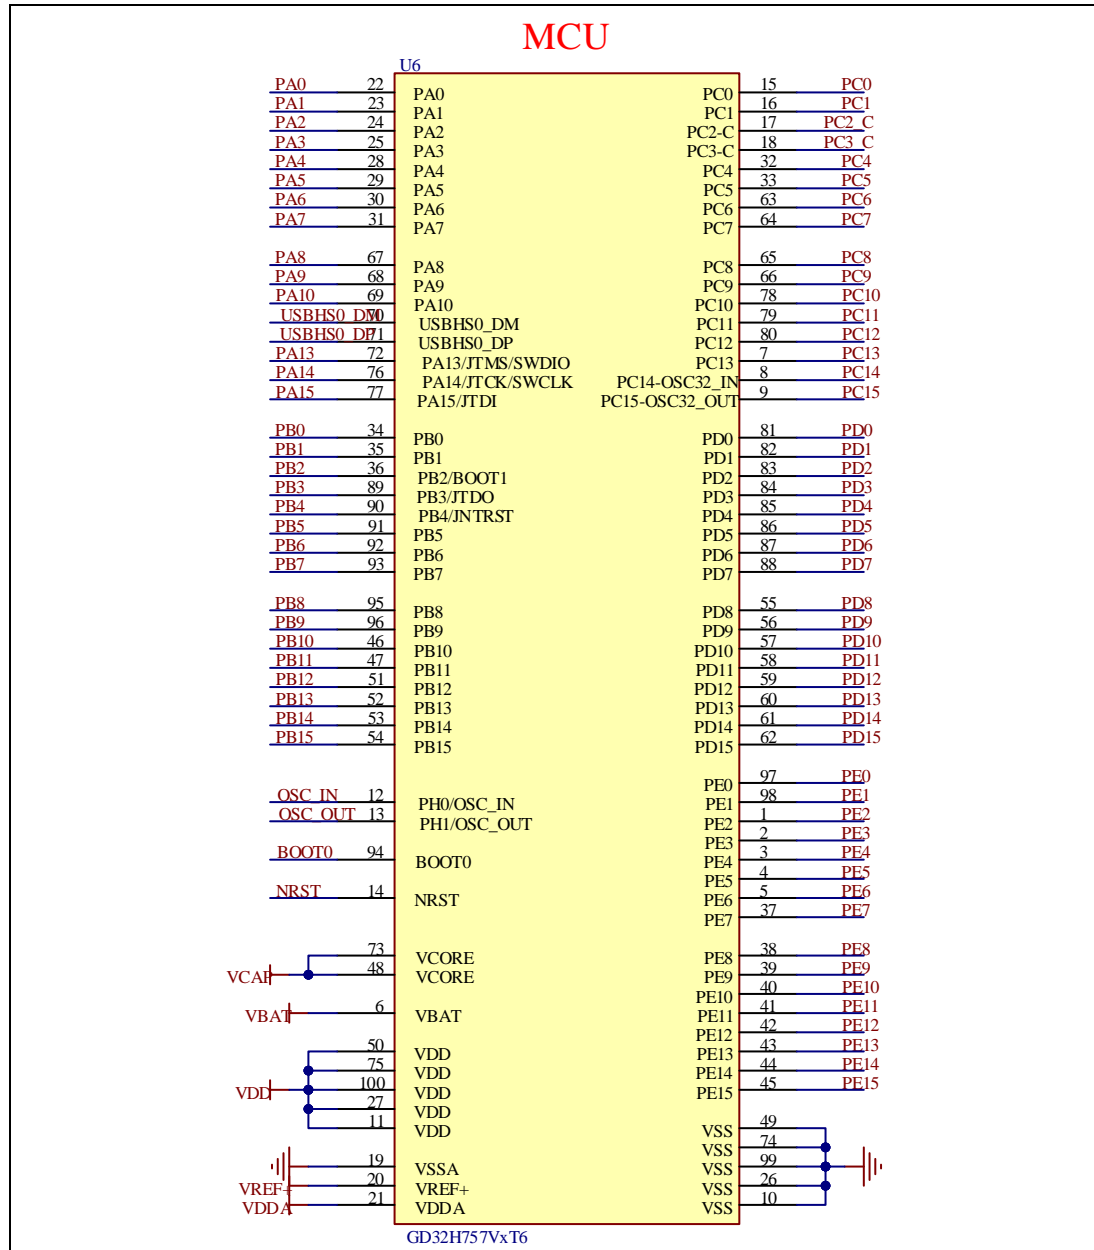 MCU
U6
PA0 22 PA0 PC0 15 PC0
PA1 23 PA1 PC1 16 PC1
PA2 24 PA2 PC2-C 17 PC2_C
PA3 25 PA3 PC3-C 18 PC3_C
PA4 28 PA4 PC4 32 PC4
PA5 29 PA5 PC5 33 PC5
PA6 30 PA6 PC6 63 PC6
PA7 31 PA7 PC7 64 PC7
PA8 67 PA8 PC8 65 PC8
PA9 68 PA9 PC9 66 PC9
PA10 69 PA10 PC10 78 PC10
USBHS0_DM 70 USBHS0_DM PC11 79 PC11
USBHS0_DP 71 USBHS0_DP PC12 80 PC12
PA13 72 PA13/JTMS/SWDIO PC13 7 PC13
PA14 76 PA14/JTCK/SWCLK PC14-OSC32_IN 8 PC14
PA15 77 PA15/JTDI PC15-OSC32_OUT 9 PC15
PB0 34 PB0 PD0 81 PD0
PB1 35 PB1 PD1 82 PD1
PB2 36 PB2/BOOT1 PD2 83 PD2
PB3 89 PB3/JTDO PD3 84 PD3
PB4 90 PB4/JNTRST PD4 85 PD4
PB5 91 PB5 PD5 86 PD5
PB6 92 PB6 PD6 87 PD6
PB7 93 PB7 PD7 88 PD7
PB8 95 PB8 PD8 55 PD8
PB9 96 PB9 PD9 56 PD9
PB10 46 PB10 PD10 57 PD10
PB11 47 PB11 PD11 58 PD11
PB12 51 PB12 PD12 59 PD12
PB13 52 PB13 PD13 60 PD13
PB14 53 PB14 PD14 61 PD14
PB15 54 PB15 PD15 62 PD15
PE0 97 PE0
OSC_IN 12 PH0/OSC_IN PE1 98 PE1
OSC_OUT 13 PH1/OSC_OUT PE2 1 PE2
PE3 2 PE3
BOOT0 94 BOOT0 PE4 3 PE4
PE5 4 PE5
NRST 14 NRST PE6 5 PE6
PE7 37 PE7
73 VCORE PE8 38 PE8
VCAP 48 VCORE PE9 39 PE9
PE10 40 PE10
VBAT 6 VBAT PE11 41 PE11
PE12 42 PE12
50 VDD PE13 43 PE13
75 VDD PE14 44 PE14
VDD 100 VDD PE15 45 PE15
27 VDD
11 VDD VSS 49
VSS 74
19 VSSA VSS 99
VREF+ 20 VREF+ VSS 26
VDDA 21 VDDA VSS 10
GD32H757VxT6